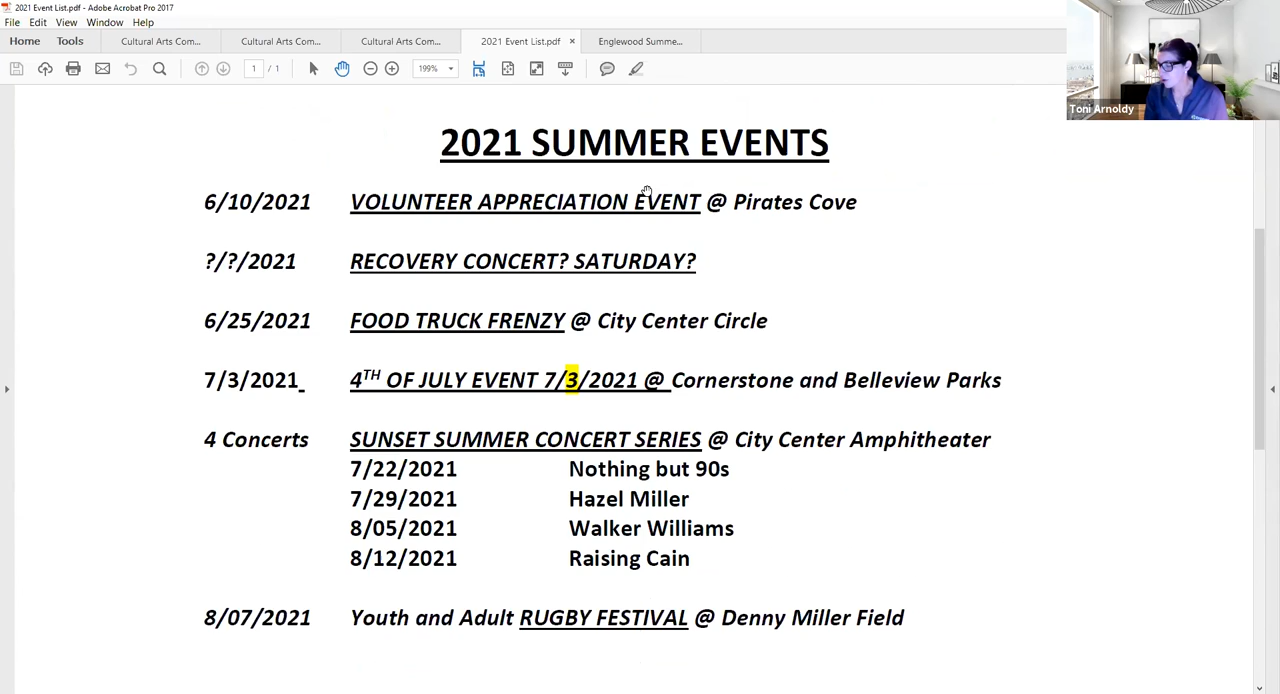 2021 Event List.pdf - Adobe Acrobat Pro 2017
File Edit View Window Help
Home Tools Cultural Arts Com... Cultural Arts Com... Cultural Arts Com... 2021 Event List.pdf × Englewood Summe...
1 / 1 199%
Toni Arnoldy
2021 SUMMER EVENTS
6/10/2021 VOLUNTEER APPRECIATION EVENT @ Pirates Cove
?/?/2021 RECOVERY CONCERT? SATURDAY?
6/25/2021 FOOD TRUCK FRENZY @ City Center Circle
7/3/2021_ 4TH OF JULY EVENT 7/3/2021 @ Cornerstone and Belleview Parks
4 Concerts SUNSET SUMMER CONCERT SERIES @ City Center Amphitheater
7/22/2021 Nothing but 90s
7/29/2021 Hazel Miller
8/05/2021 Walker Williams
8/12/2021 Raising Cain
8/07/2021 Youth and Adult RUGBY FESTIVAL @ Denny Miller Field